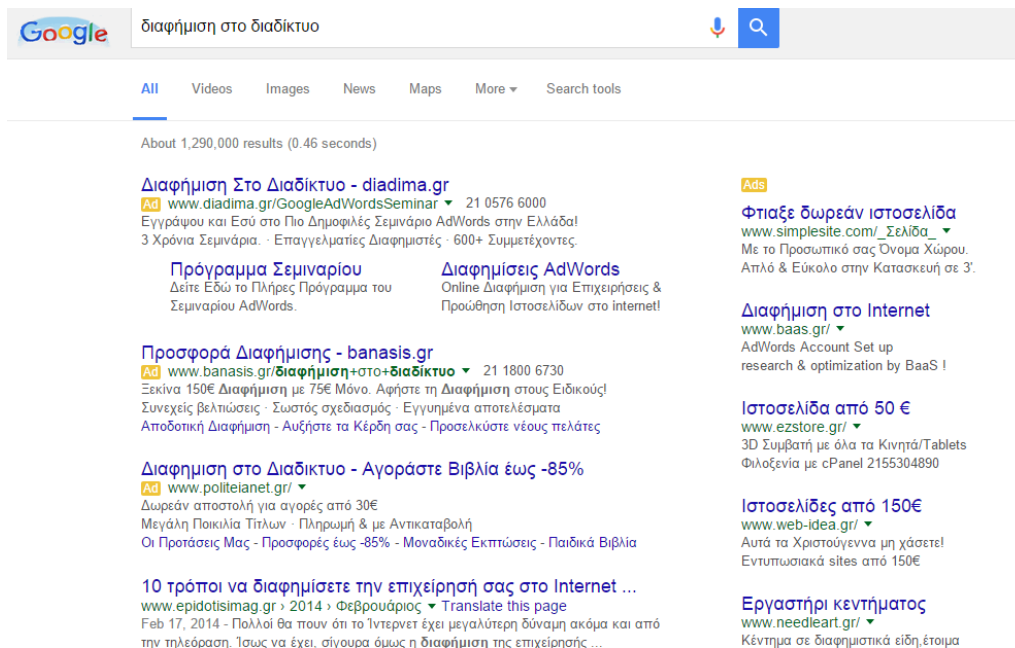 Google
διαφήμιση στο διαδίκτυο
All Videos Images News Maps More Search tools
About 1,290,000 results (0.46 seconds)
Διαφήμιση Στο Διαδίκτυο - diadima.gr
Ad www.diadima.gr/GoogleAdWordsSeminar 21 0576 6000
Εγγράψου και Εσύ στο Πιο Δημοφιλές Σεμινάριο AdWords στην Ελλάδα!
3 Χρόνια Σεμινάρια. · Επαγγελματίες Διαφημιστές · 600+ Συμμετέχοντες.
Πρόγραμμα Σεμιναρίου
Δείτε Εδώ το Πλήρες Πρόγραμμα του
Σεμιναρίου AdWords.
Διαφημίσεις AdWords
Online Διαφήμιση για Επιχειρήσεις &
Προώθηση Ιστοσελίδων στο internet!
Προσφορά Διαφήμισης - banasis.gr
Ad www.banasis.gr/διαφήμιση+στο+διαδίκτυο 21 1800 6730
Ξεκίνα 150€ Διαφήμιση με 75€ Μόνο. Αφήστε τη Διαφήμιση στους Ειδικούς!
Συνεχείς βελτιώσεις · Σωστός σχεδιασμός · Εγγυημένα αποτελέσματα
Αποδοτική Διαφήμιση - Αυξήστε τα Κέρδη σας - Προσελκύστε νέους πελάτες
Διαφημιση στο Διαδικτυο - Αγοράστε Βιβλία έως -85%
Ad www.politeianet.gr/
Δωρεάν αποστολή για αγορές από 30€
Μεγάλη Ποικιλία Τίτλων · Πληρωμή & με Αντικαταβολή
Οι Προτάσεις Μας - Προσφορές έως -85% - Μοναδικές Εκπτώσεις - Παιδικά Βιβλία
10 τρόποι να διαφημίσετε την επιχείρησή σας στο Internet ...
www.epidotisimag.gr › 2014 › Φεβρουάριος Translate this page
Feb 17, 2014 - Πολλοί θα πουν ότι το Ίντερνετ έχει μεγαλύτερη δύναμη ακόμα και από
την τηλεόραση. Ίσως να έχει, σίγουρα όμως η διαφήμιση της επιχείρησής ...
Ads
Φτιαξε δωρεάν ιστοσελίδα
www.simplesite.com/_Σελίδα_
Με το Προσωπικό σας Όνομα Χώρου.
Απλό & Εύκολο στην Κατασκευή σε 3'.
Διαφήμιση στο Internet
www.baas.gr/
AdWords Account Set up
research & optimization by BaaS !
Ιστοσελίδα από 50 €
www.ezstore.gr/
3D Συμβατή με όλα τα Κινητά/Tablets
Φιλοξενία με cPanel 2155304890
Ιστοσελίδες από 150€
www.web-idea.gr/
Αυτά τα Χριστούγεννα μη χάσετε!
Εντυπωσιακά sites από 150€
Εργαστήρι κεντήματος
www.needleart.gr/
Κέντημα σε διαφημιστικά είδη,έτοιμα